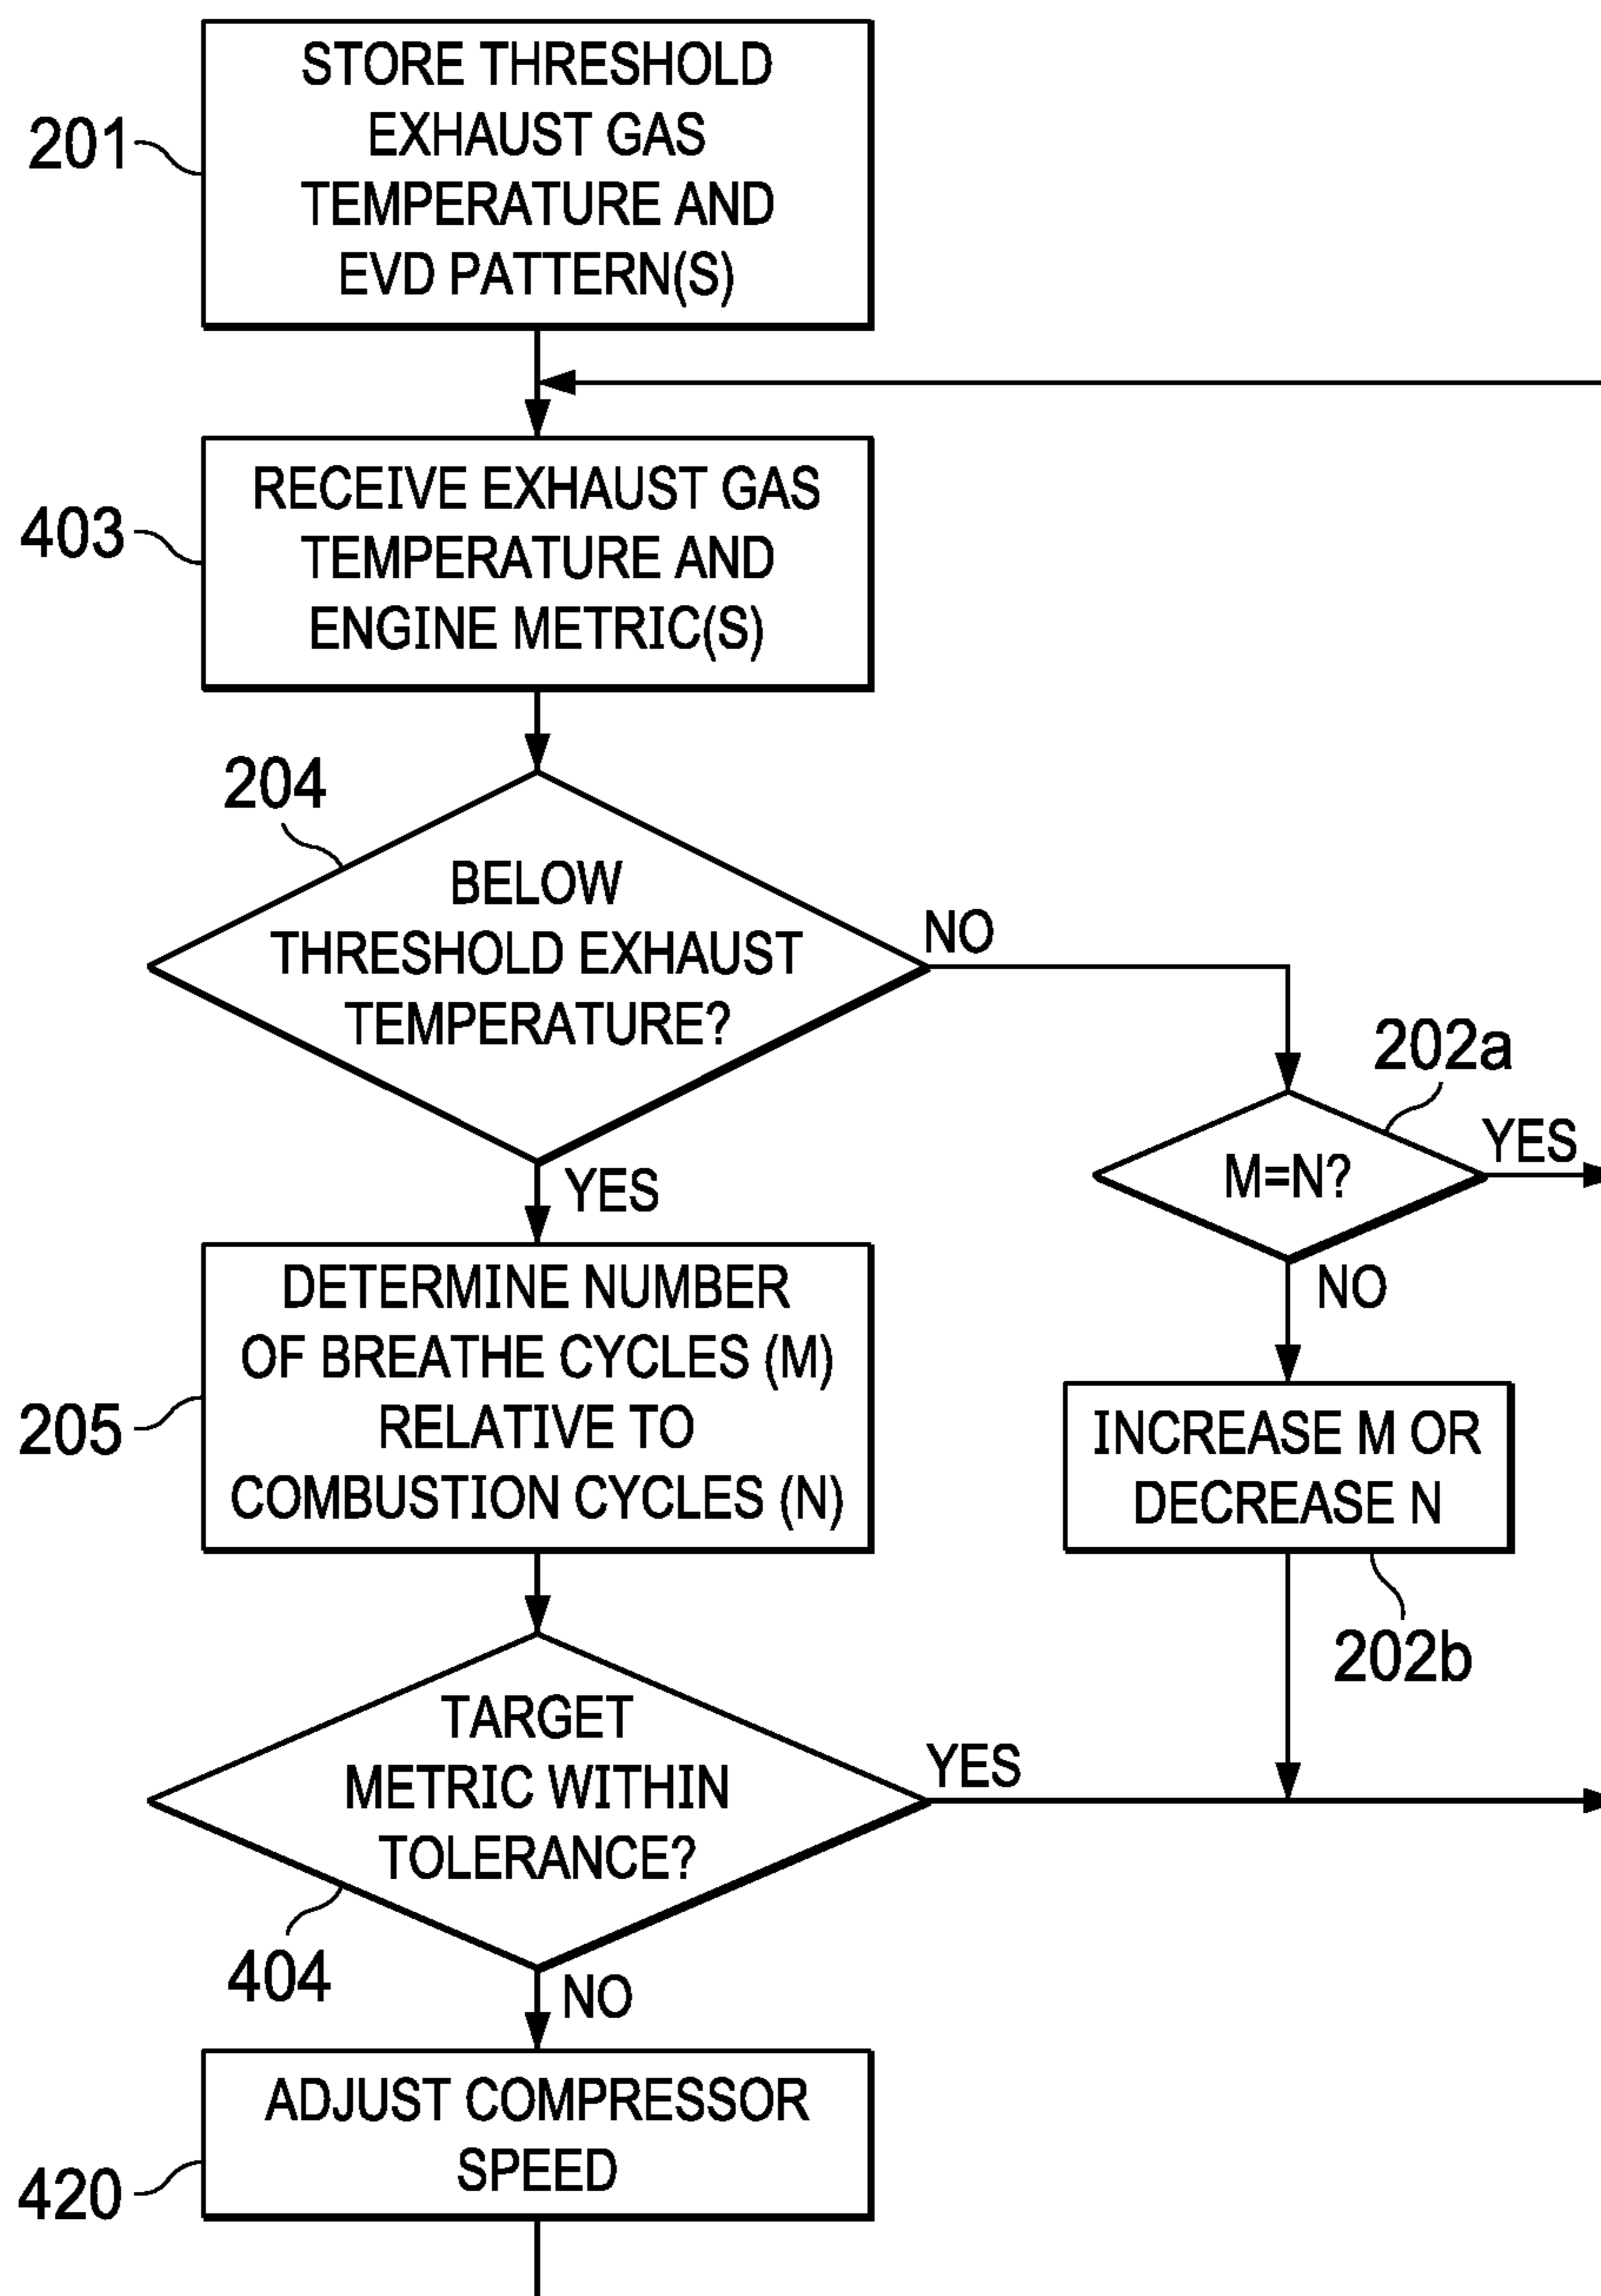 STORE THRESHOLD
EXHAUST GAS
TEMPERATURE AND
EVD PATTERN(S)
201
RECEIVE EXHAUST GAS
TEMPERATURE AND
ENGINE METRIC(S)
403
204
BELOW
THRESHOLD EXHAUST
TEMPERATURE?
NO
YES
202a
M=N?
YES
NO
DETERMINE NUMBER
OF BREATHE CYCLES (M)
RELATIVE TO
COMBUSTION CYCLES (N)
205
INCREASE M OR
DECREASE N
202b
TARGET
METRIC WITHIN
TOLERANCE?
YES
404
NO
ADJUST COMPRESSOR
SPEED
420